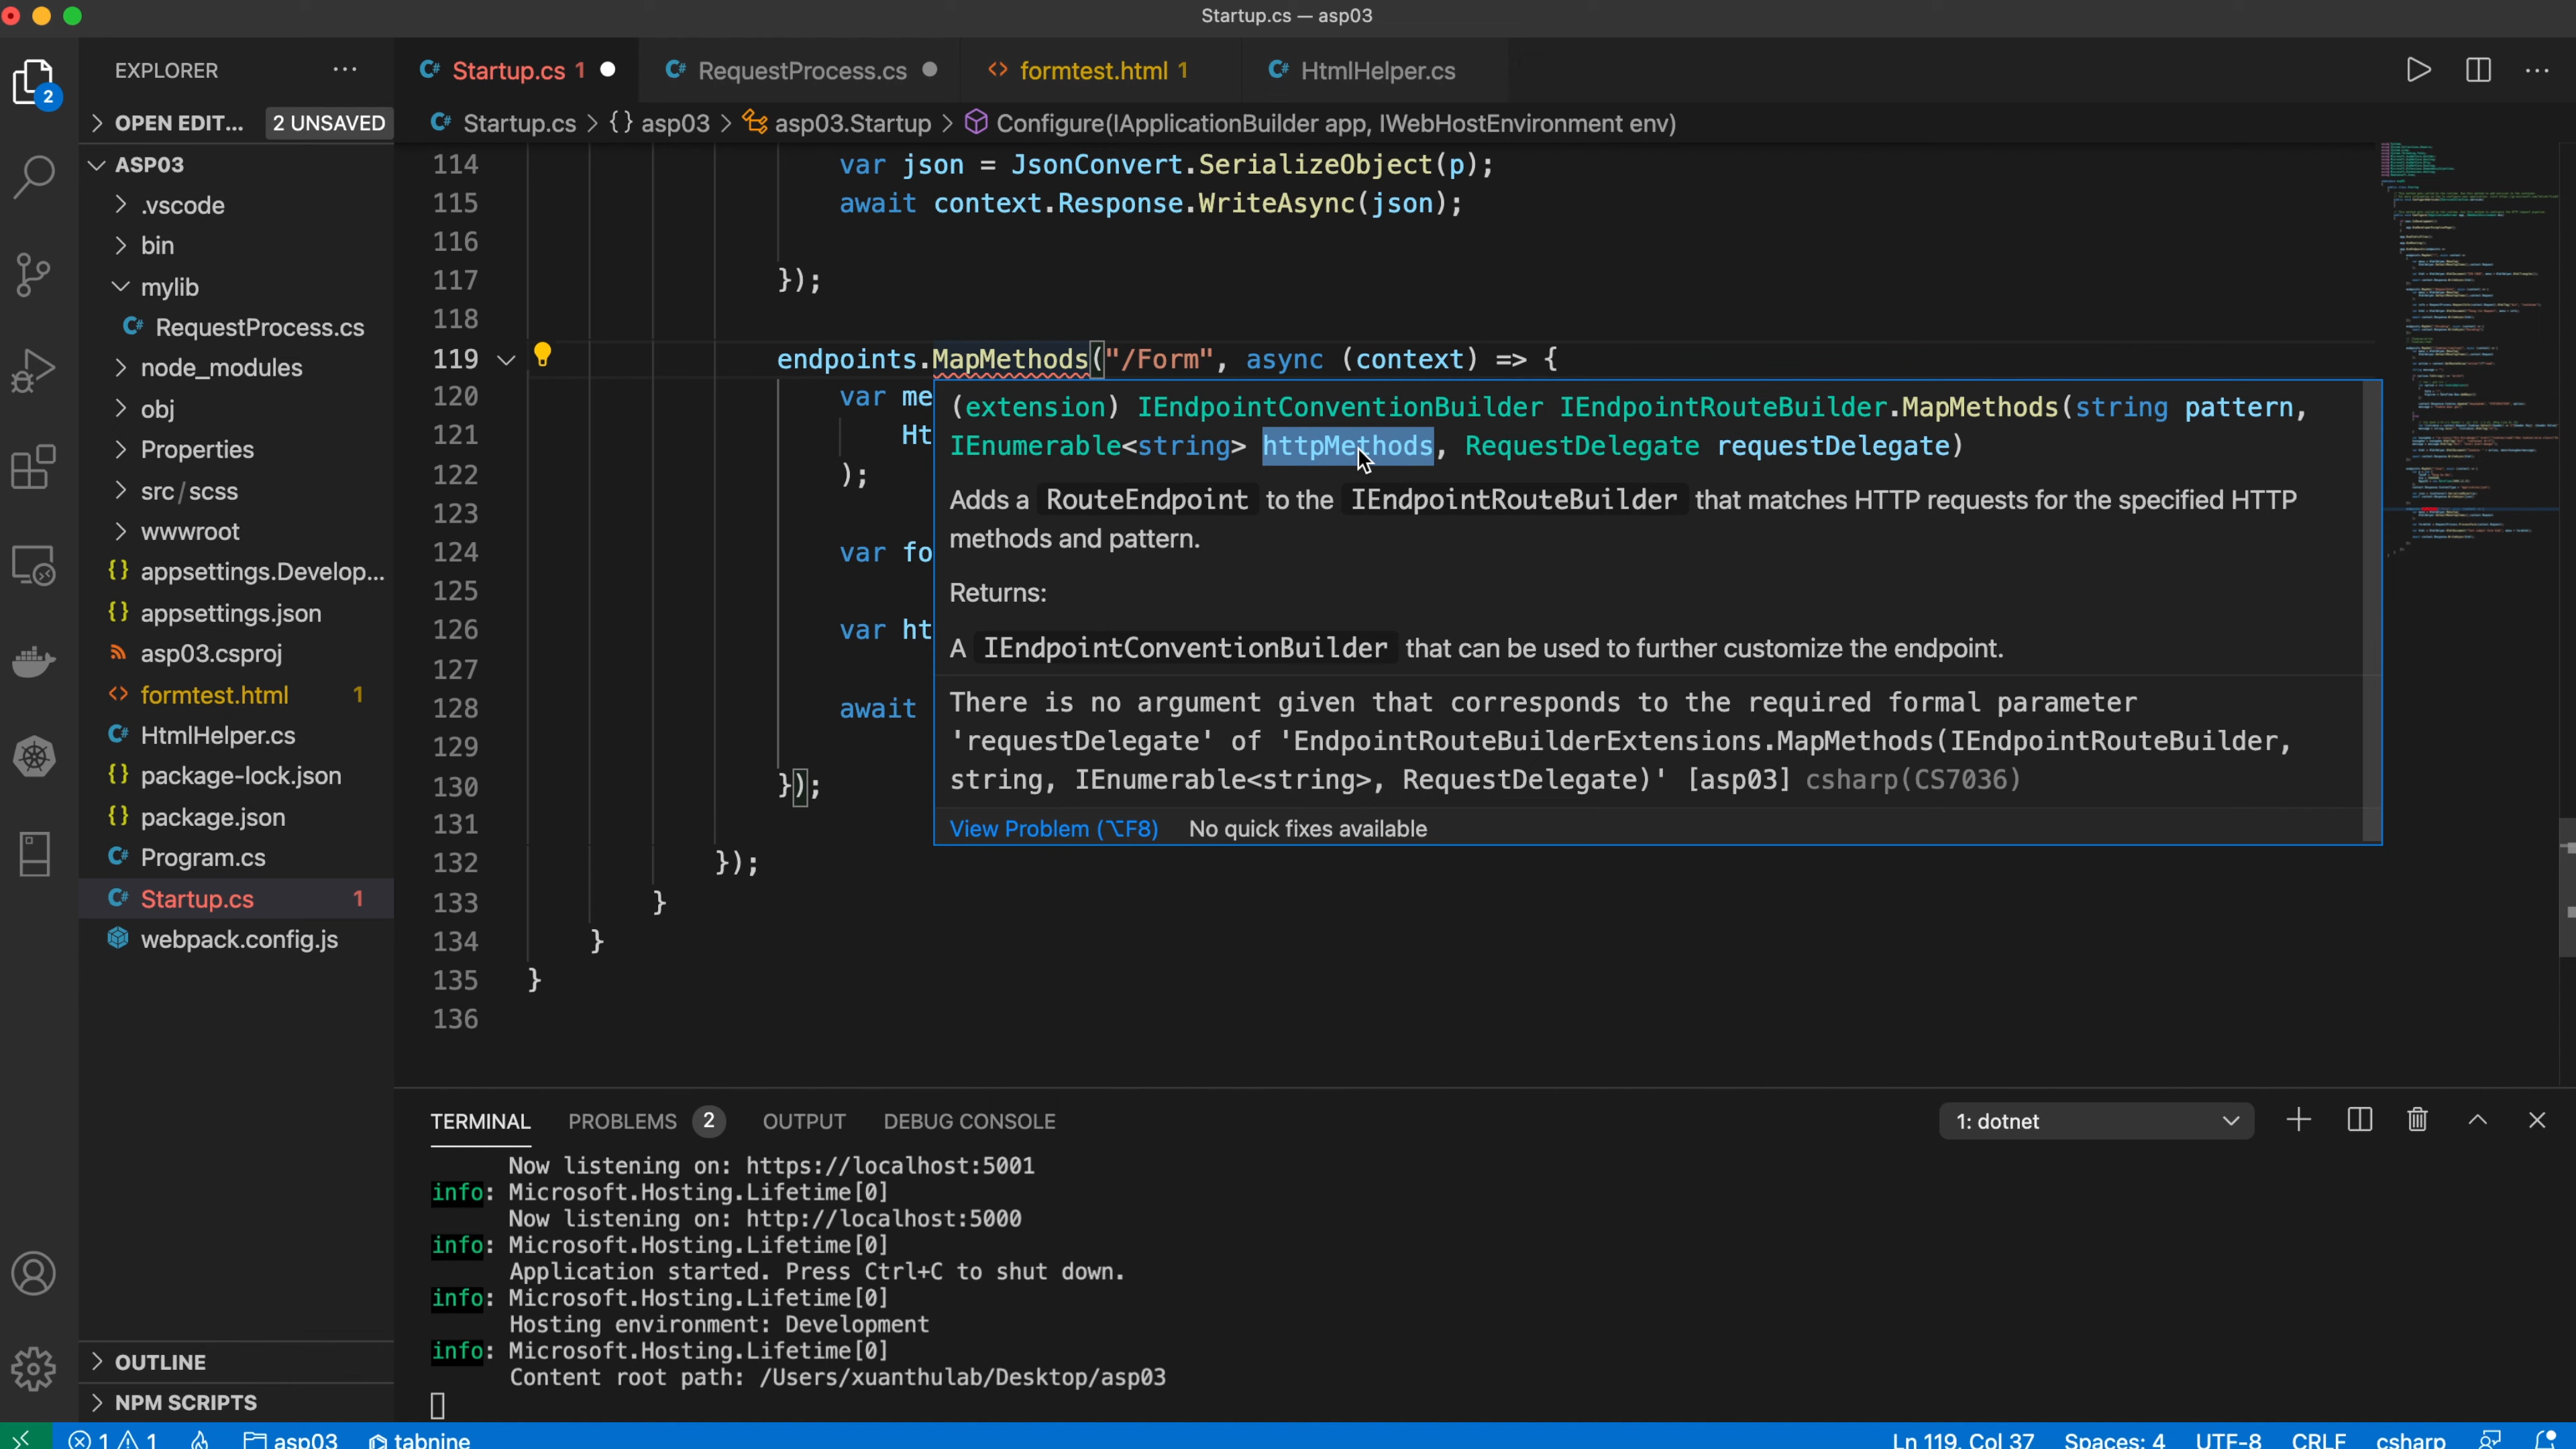 Startup.cs — asp03
EXPLORER
Startup.cs 1
RequestProcess.cs
formtest.html 1
HtmlHelper.cs
2
OPEN EDIT... 2 UNSAVED
Startup.cs > {} asp03 > asp03.Startup > Configure(IApplicationBuilder app, IWebHostEnvironment env)
ASP03
.vscode
bin
mylib
RequestProcess.cs
node_modules
obj
Properties
src/scss
wwwroot
appsettings.Develop...
appsettings.json
asp03.csproj
formtest.html 1
HtmlHelper.cs
package-lock.json
package.json
Program.cs
Startup.cs 1
webpack.config.js
OUTLINE
NPM SCRIPTS
114 var json = JsonConvert.SerializeObject(p);
115 await context.Response.WriteAsync(json);
116
117 });
118
119 endpoints.MapMethods("/Form", async (context) => {
120 var me
121 Ht
122 );
123
124 var fo
125
126 var ht
127
128 await
129
130 });
131
132 });
133 }
134 }
135 }
136
(extension) IEndpointConventionBuilder IEndpointRouteBuilder.MapMethods(string pattern,
IEnumerable<string> httpMethods, RequestDelegate requestDelegate)
Adds a RouteEndpoint to the IEndpointRouteBuilder that matches HTTP requests for the specified HTTP
methods and pattern.
Returns:
A IEndpointConventionBuilder that can be used to further customize the endpoint.
There is no argument given that corresponds to the required formal parameter
'requestDelegate' of 'EndpointRouteBuilderExtensions.MapMethods(IEndpointRouteBuilder,
string, IEnumerable<string>, RequestDelegate)' [asp03] csharp(CS7036)
View Problem (⌥F8) No quick fixes available
TERMINAL PROBLEMS 2 OUTPUT DEBUG CONSOLE
1: dotnet
Now listening on: https://localhost:5001
info: Microsoft.Hosting.Lifetime[0]
Now listening on: http://localhost:5000
info: Microsoft.Hosting.Lifetime[0]
Application started. Press Ctrl+C to shut down.
info: Microsoft.Hosting.Lifetime[0]
Hosting environment: Development
info: Microsoft.Hosting.Lifetime[0]
Content root path: /Users/xuanthulab/Desktop/asp03
1 1 asp03 tabnine
Ln 119, Col 37 Spaces: 4 UTF-8 CRLF csharp